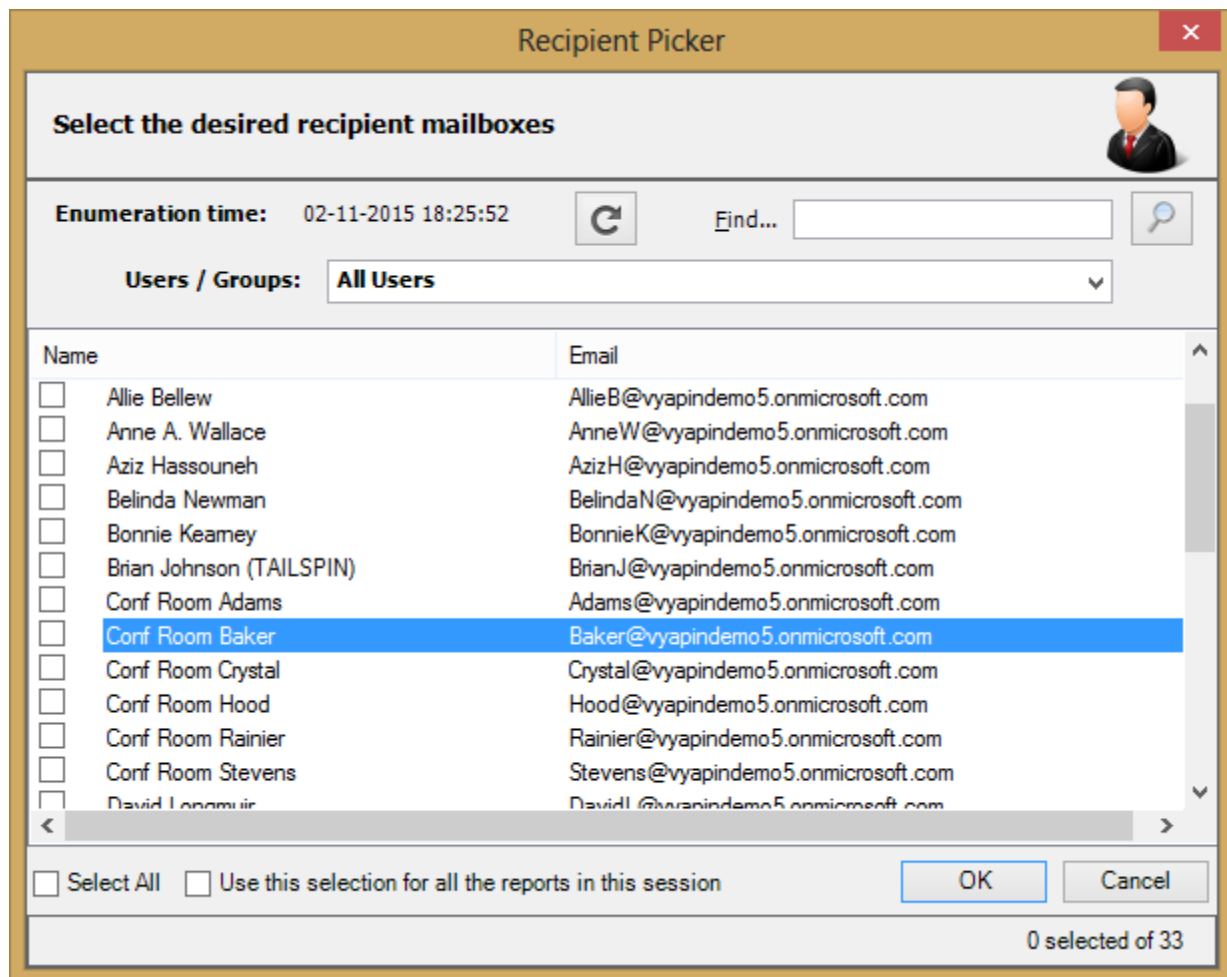 Recipient Picker
Select the desired recipient mailboxes
Enumeration time: 02-11-2015 18:25:52 Find...
Users / Groups: All Users
Name Email
Allie Bellew AllieB@vyapindemo5.onmicrosoft.com
Anne A. Wallace AnneW@vyapindemo5.onmicrosoft.com
Aziz Hassouneh AzizH@vyapindemo5.onmicrosoft.com
Belinda Newman BelindaN@vyapindemo5.onmicrosoft.com
Bonnie Kearney BonnieK@vyapindemo5.onmicrosoft.com
Brian Johnson (TAILSPIN) BrianJ@vyapindemo5.onmicrosoft.com
Conf Room Adams Adams@vyapindemo5.onmicrosoft.com
Conf Room Baker Baker@vyapindemo5.onmicrosoft.com
Conf Room Crystal Crystal@vyapindemo5.onmicrosoft.com
Conf Room Hood Hood@vyapindemo5.onmicrosoft.com
Conf Room Rainier Rainier@vyapindemo5.onmicrosoft.com
Conf Room Stevens Stevens@vyapindemo5.onmicrosoft.com
David Longmuir DavidL@vyapindemo5.onmicrosoft.com
Select All Use this selection for all the reports in this session OK Cancel
0 selected of 33